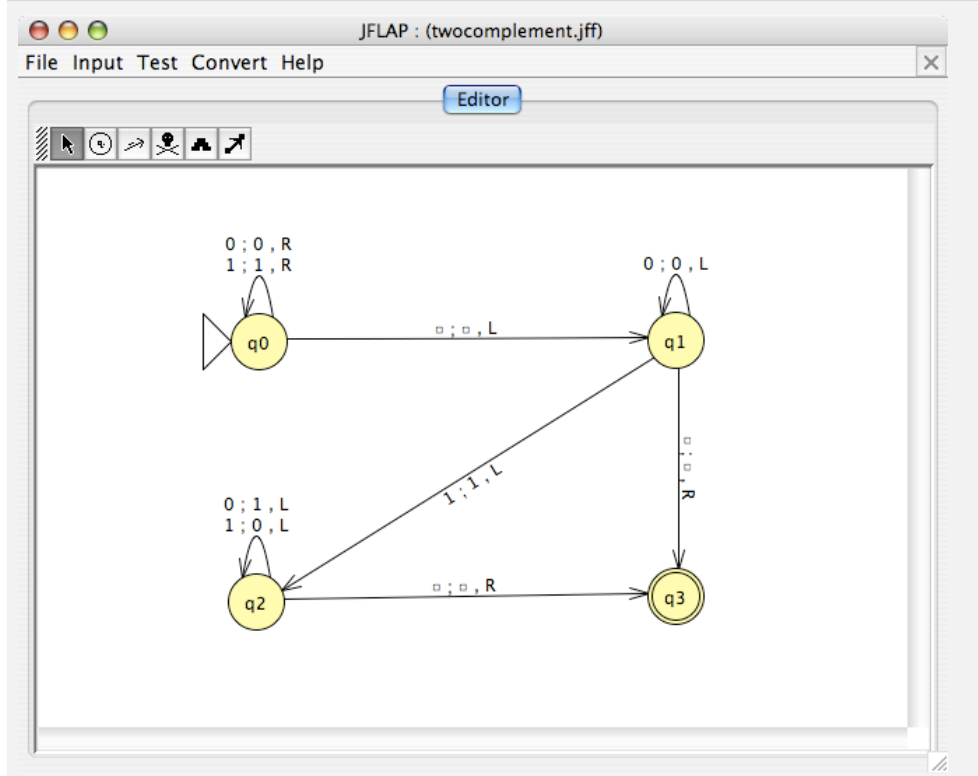 JFLAP : (twocomplement.jff)
File Input Test Convert Help
Editor
0 ; 0 , R
1 ; 1 , R
q0
□ ; □ , L
0 ; 0 , L
q1
1 ; 1 , L
□ ; □ , R
0 ; 1 , L
1 ; 0 , L
q2
□ ; □ , R
q3